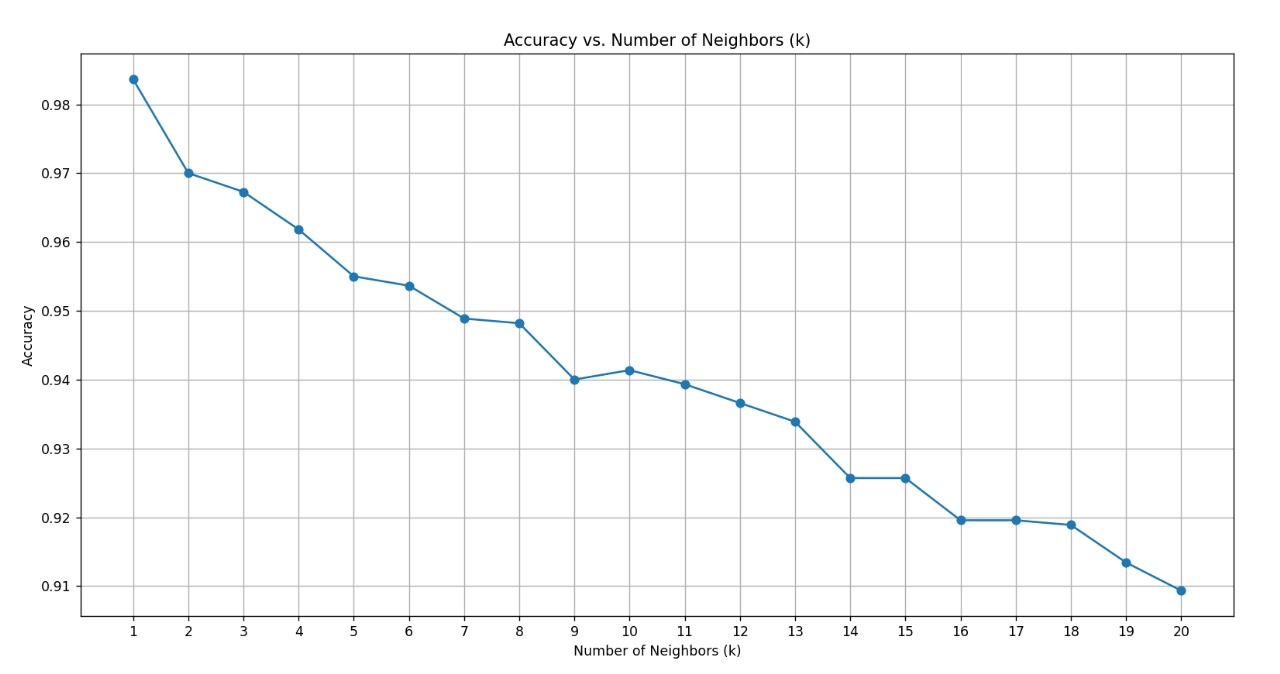 Accuracy vs. Number of Neighbors (k)
0.98
0.97
0.96
0.95
0.94
0.93
0.92
0.91
Accuracy
1 2 3 4 5 6 7 8 9 10 11 12 13 14 15 16 17 18 19 20
Number of Neighbors (k)